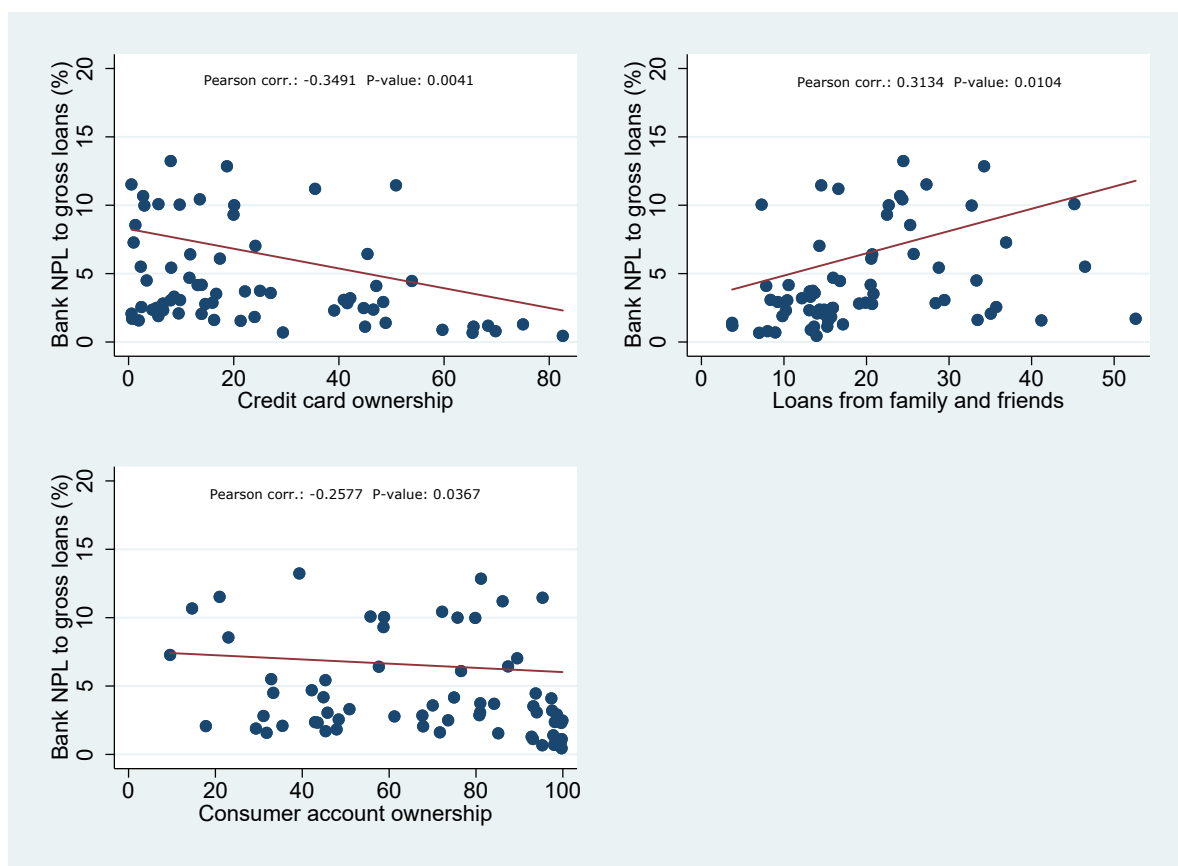 Bank NPL to gross loans (%)
20
15
10
5
0
Pearson corr.: -0.3491 P-value: 0.0041
0 20 40 60 80
Credit card ownership
Bank NPL to gross loans (%)
20
15
10
5
0
Pearson corr.: 0.3134 P-value: 0.0104
0 10 20 30 40 50
Loans from family and friends
Bank NPL to gross loans (%)
20
15
10
5
0
Pearson corr.: -0.2577 P-value: 0.0367
0 20 40 60 80 100
Consumer account ownership